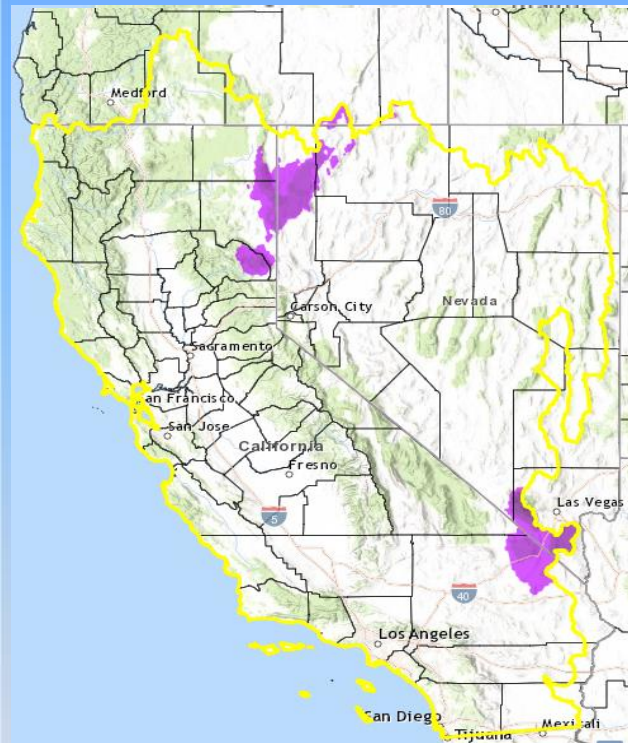 Medford
80
Carson City
Nevada
Sacramento
an Francisco
San Jose
California
Fresno
5
Las Vegas
40
Los Angeles
San Diego
Tijuana
Mexicali